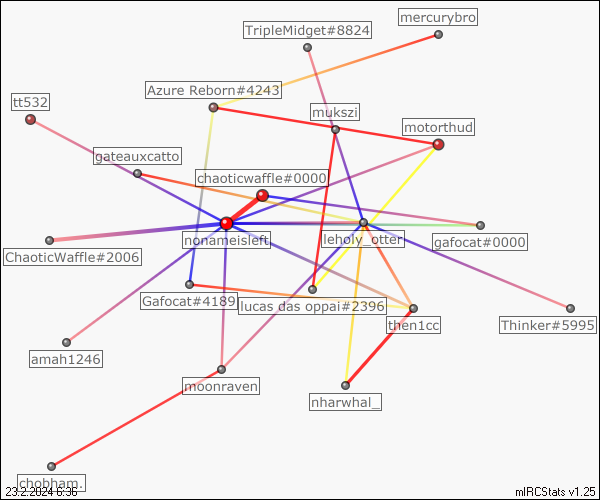 mercurybro
TripleMidget#8824
Azure Reborn#4243
tt532
mukszi
motorthud
gateauxcatto
chaoticwaffle#0000
nonameisleft
leholy_otter
gafocat#0000
ChaoticWaffle#2006
Gafocat#4189
lucas das oppai#2396
then1cc
Thinker#5995
amah1246
moonraven
nharwhal_
chobham.
23.2.2024 6:36
mIRCStats v1.25